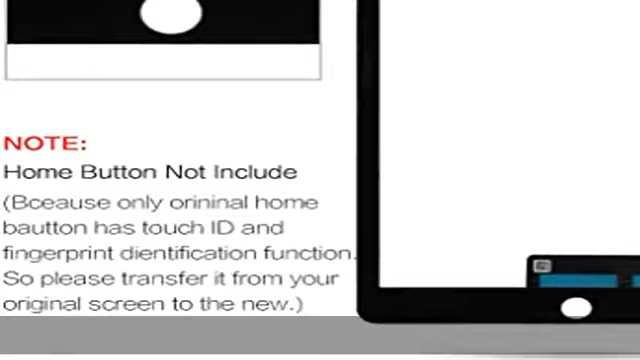 NOTE:
Home Button Not Include
(Bceause only orininal home
bautton has touch ID and
fingerprint dientification function.
So please transfer it from your
original screen to the new.)